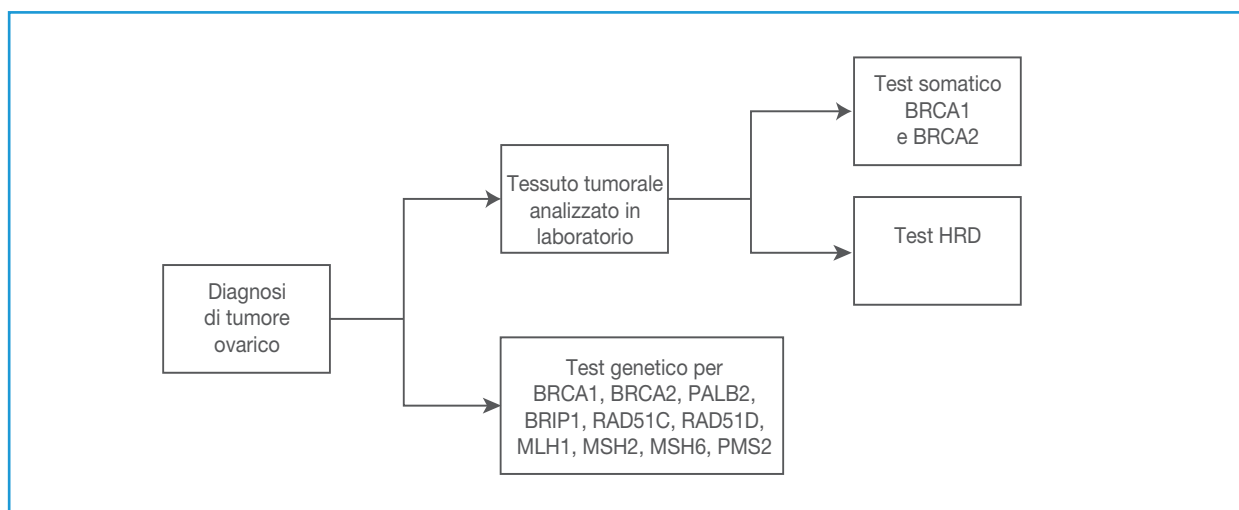 Diagnosi
di tumore
ovarico
Tessuto tumorale
analizzato in
laboratorio
Test somatico
BRCA1
e BRCA2
Test HRD
Test genetico per
BRCA1, BRCA2, PALB2,
BRIP1, RAD51C, RAD51D,
MLH1, MSH2, MSH6, PMS2